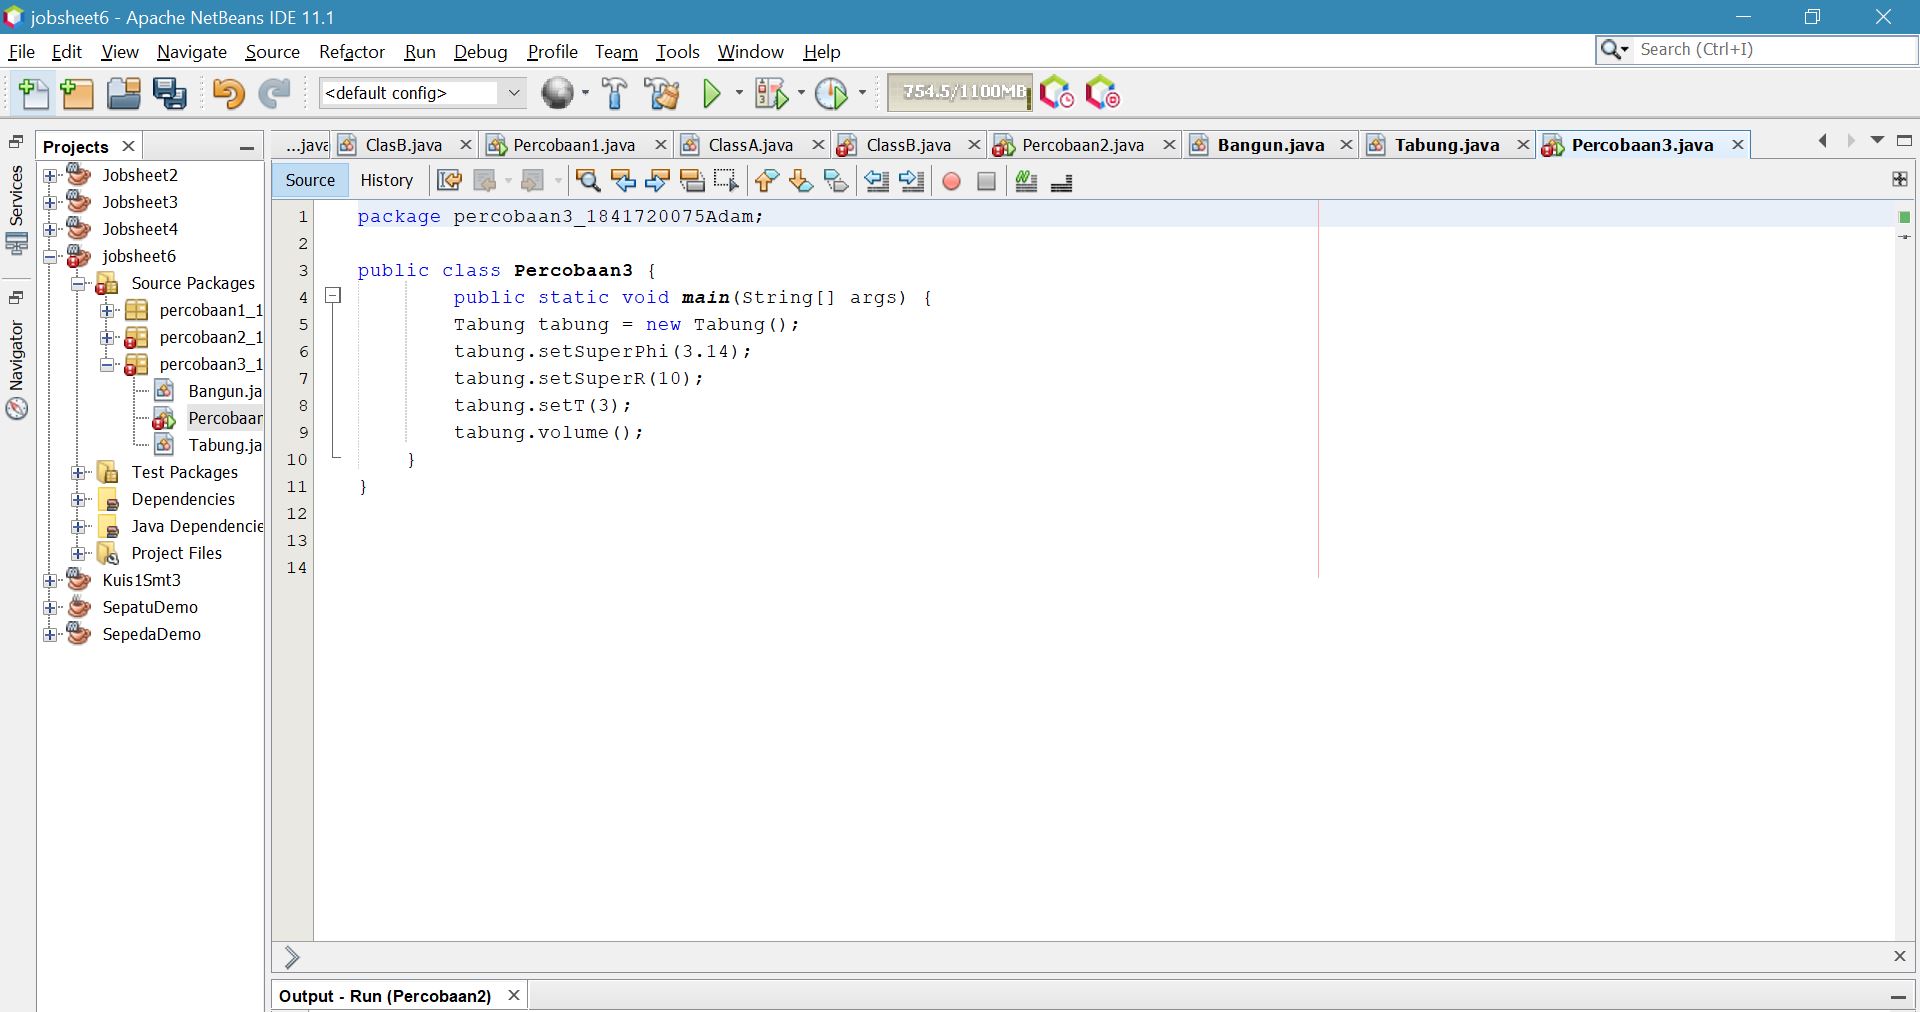 jobsheet6 - Apache NetBeans IDE 11.1
File Edit View Navigate Source Refactor Run Debug Profile Team Tools Window Help
Search (Ctrl+I)
<default config>
754.5/1100MB
Services
Navigator
Projects
Jobsheet2
Jobsheet3
Jobsheet4
jobsheet6
Source Packages
percobaan1_1
percobaan2_1
percobaan3_1
Bangun.ja
Percobaar
Tabung.ja
Test Packages
Dependencies
Java Dependencie
Project Files
Kuis1Smt3
SepatuDemo
SepedaDemo
...java ClasB.java Percobaan1.java ClassA.java ClassB.java Percobaan2.java Bangun.java Tabung.java Percobaan3.java
Source History
1 package percobaan3_1841720075Adam;
2
3 public class Percobaan3 {
4 public static void main(String[] args) {
5 Tabung tabung = new Tabung();
6 tabung.setSuperPhi(3.14);
7 tabung.setSuperR(10);
8 tabung.setT(3);
9 tabung.volume();
10 }
11 }
12
13
14
Output - Run (Percobaan2)